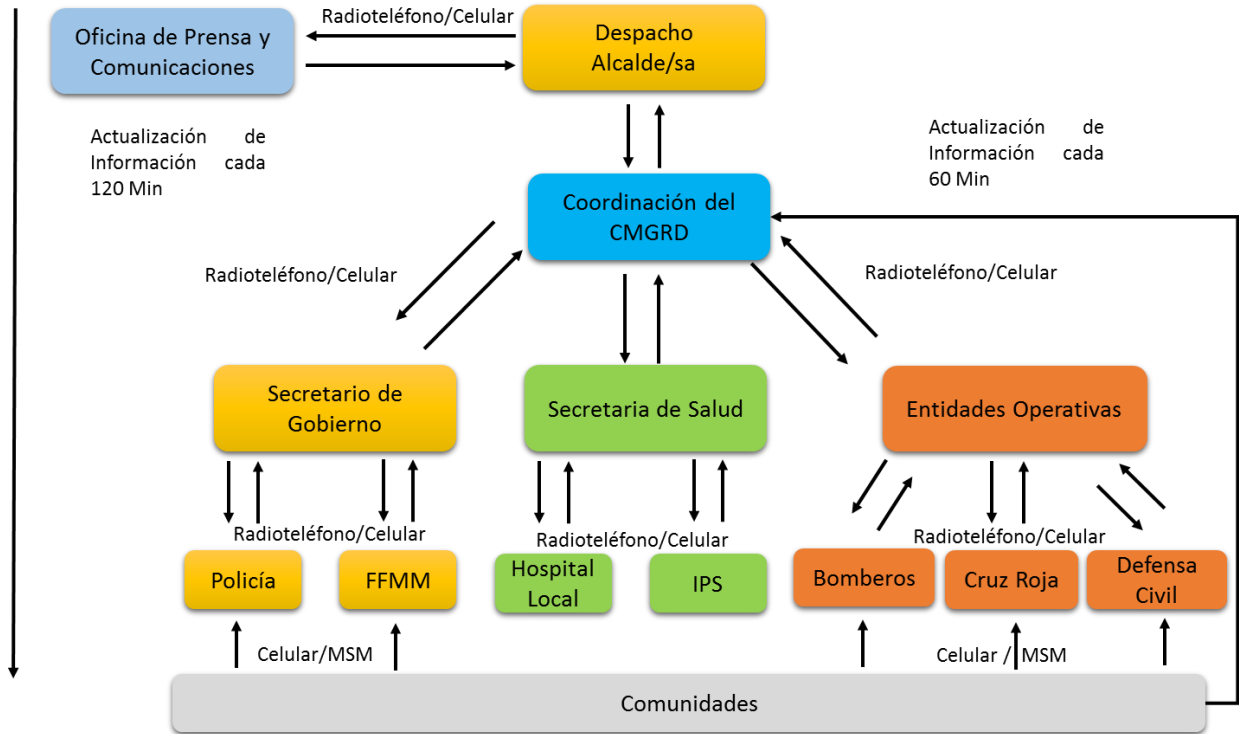 Radioteléfono/Celular
Oficina de Prensa y
Comunicaciones
Despacho
Alcalde/sa
Actualización de
Información cada
120 Min
Actualización de
Información cada
60 Min
Coordinación del
CMGRD
Radioteléfono/Celular
Radioteléfono/Celular
Secretario de
Gobierno
Secretaria de Salud
Entidades Operativas
Radioteléfono/Celular
Radioteléfono/Celular
Radioteléfono/Celular
Policía
FFMM
Hospital
Local
IPS
Bomberos
Cruz Roja
Defensa
Civil
Celular/MSM
Celular / MSM
Comunidades